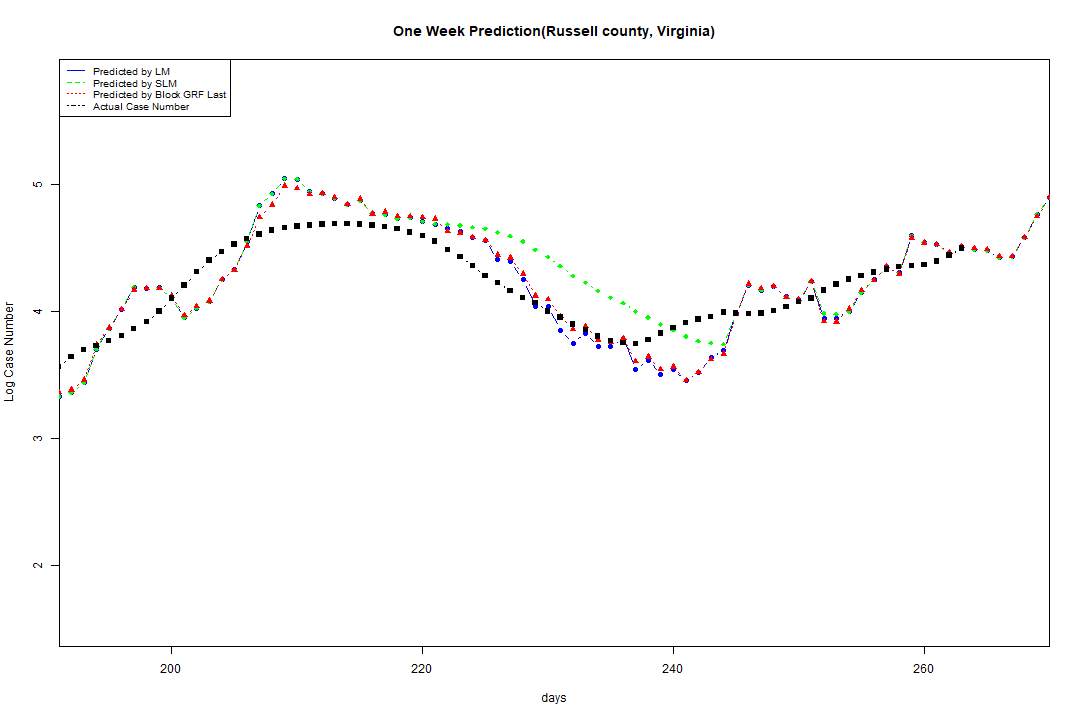 One Week Prediction(Russell county, Virginia)
Predicted by LM
Predicted by SLM
Predicted by Block GRF Last
Actual Case Number
5
4
3
2
Log Case Number
200 220 240 260
days